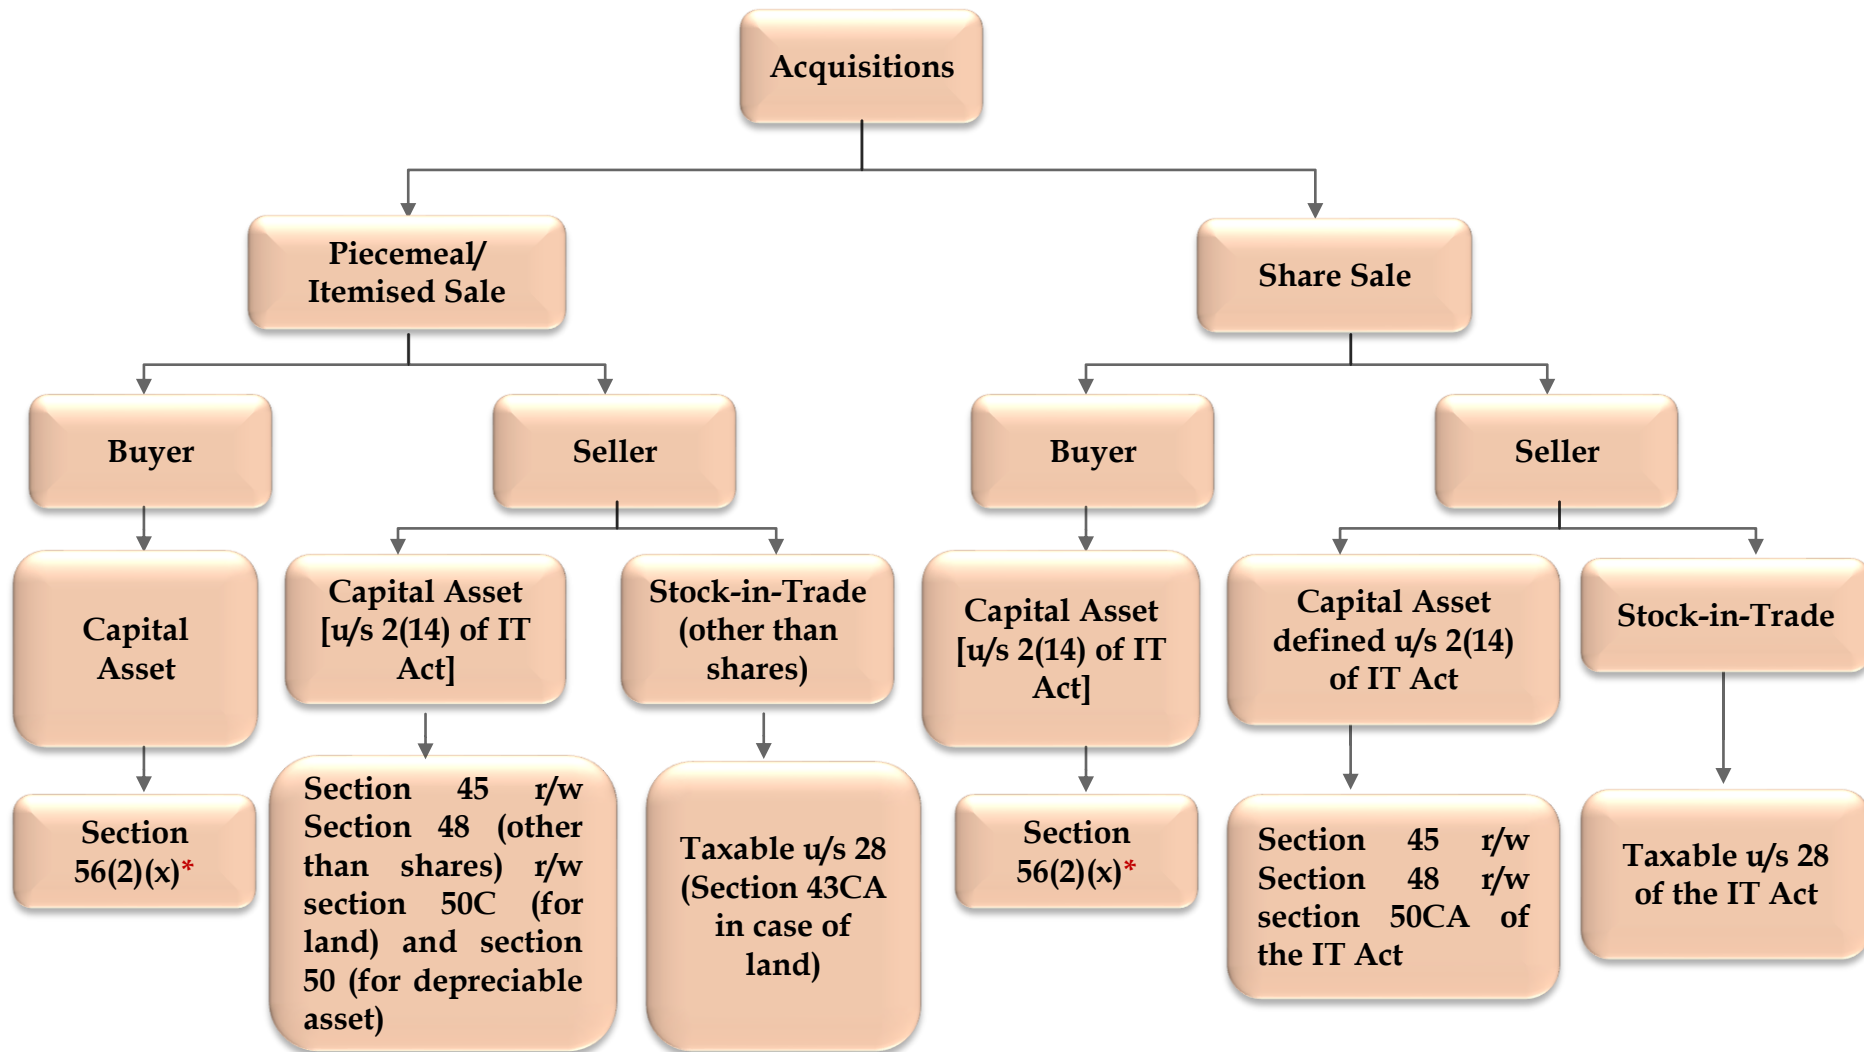 Acquisitions
Piecemeal/
Itemised Sale
Share Sale
Buyer
Seller
Buyer
Seller
Capital
Asset
Capital Asset
[u/s 2(14) of IT
Act]
Stock-in-Trade
(other than
shares)
Capital Asset
[u/s 2(14) of IT
Act]
Capital Asset
defined u/s 2(14)
of IT Act
Stock-in-Trade
Section
56(2)(x)*
Section 45 r/w
Section 48 (other
than shares) r/w
section 50C (for
land) and section
50 (for depreciable
asset)
Taxable u/s 28
(Section 43CA
in case of
land)
Section
56(2)(x)*
Section 45 r/w
Section 48 r/w
section 50CA of
the IT Act
Taxable u/s 28
of the IT Act